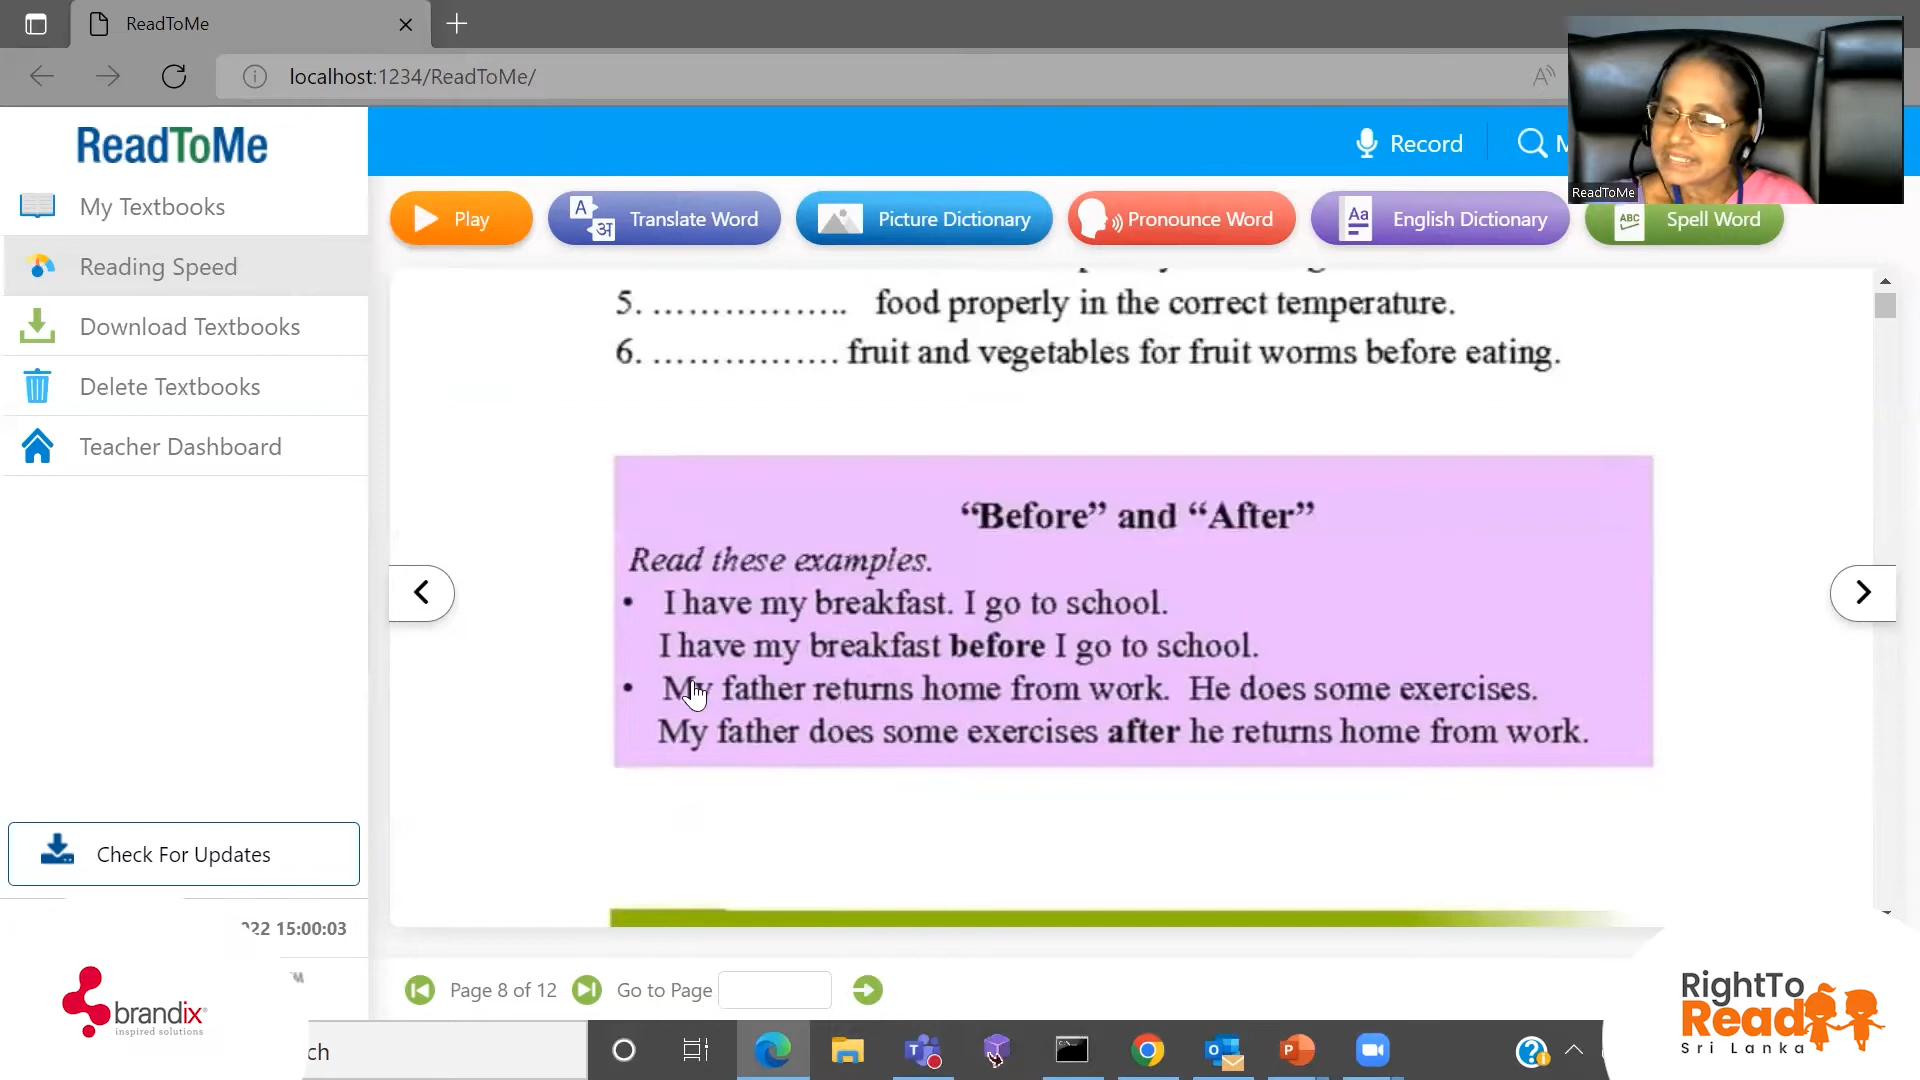 ReadToMe
localhost:1234/ReadToMe/
ReadToMe
Record
ReadToMe
My Textbooks
Play
Translate Word
Picture Dictionary
Pronounce Word
English Dictionary
Spell Word
Reading Speed
Download Textbooks
Delete Textbooks
Teacher Dashboard
5. ................. food properly in the correct temperature.
6. ................ fruit and vegetables for fruit worms before eating.
“Before” and “After”
Read these examples.
• I have my breakfast. I go to school.
I have my breakfast before I go to school.
• My father returns home from work. He does some exercises.
My father does some exercises after he returns home from work.
Check For Updates
022 15:00:03
Page 8 of 12
Go to Page
brandix
inspired solutions
RightTo
Read
Sri Lanka
ch